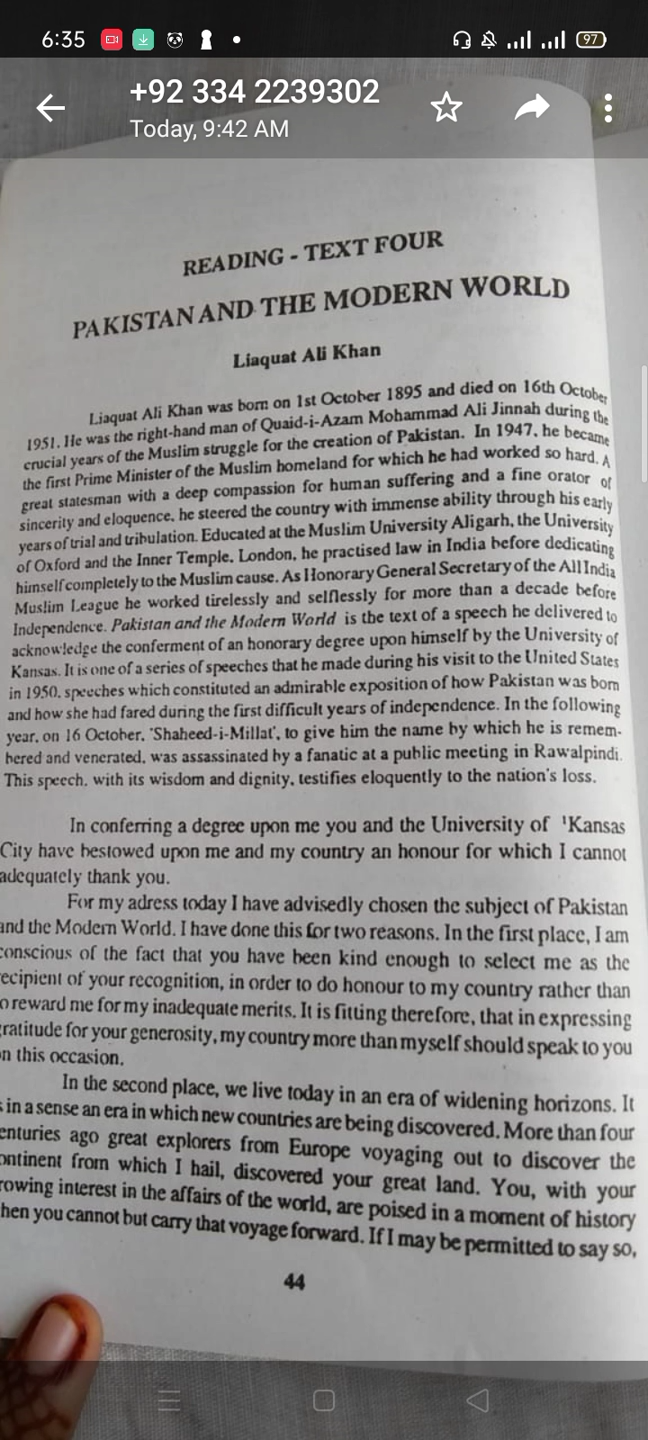 6:35
97
+92 334 2239302
Today, 9:42 AM
READING - TEXT FOUR
PAKISTAN AND THE MODERN WORLD
Liaquat Ali Khan
Liaquat Ali Khan was born on 1st October 1895 and died on 16th October
1951. He was the right-hand man of Quaid-i-Azam Mohammad Ali Jinnah during the
crucial years of the Muslim struggle for the creation of Pakistan. In 1947, he became
the first Prime Minister of the Muslim homeland for which he had worked so hard. A
great statesman with a deep compassion for human suffering and a fine orator of
sincerity and eloquence, he steered the country with immense ability through his early
years of trial and tribulation. Educated at the Muslim University Aligarh, the University
of Oxford and the Inner Temple, London, he practised law in India before dedicating
himself completely to the Muslim cause. As Honorary General Secretary of the All India
Muslim League he worked tirelessly and selflessly for more than a decade before
Independence. Pakistan and the Modern World is the text of a speech he delivered to
acknowledge the conferment of an honorary degree upon himself by the University of
Kansas. It is one of a series of speeches that he made during his visit to the United States
in 1950, speeches which constituted an admirable exposition of how Pakistan was born
and how she had fared during the first difficult years of independence. In the following
year, on 16 October, 'Shaheed-i-Millat', to give him the name by which he is remem-
bered and venerated, was assassinated by a fanatic at a public meeting in Rawalpindi.
This speech, with its wisdom and dignity, testifies eloquently to the nation's loss.
In conferring a degree upon me you and the University of ¹Kansas
City have bestowed upon me and my country an honour for which I cannot
adequately thank you.
For my adress today I have advisedly chosen the subject of Pakistan
and the Modern World. I have done this for two reasons. In the first place, I am
conscious of the fact that you have been kind enough to select me as the
recipient of your recognition, in order to do honour to my country rather than
o reward me for my inadequate merits. It is fitting therefore, that in expressing
gratitude for your generosity, my country more than myself should speak to you
n this occasion.
In the second place, we live today in an era of widening horizons. It
s in a sense an era in which new countries are being discovered. More than four
enturies ago great explorers from Europe voyaging out to discover the
ontinent from which I hail, discovered your great land. You, with your
rowing interest in the affairs of the world, are poised in a moment of history
hen you cannot but carry that voyage forward. If I may be permitted to say so,
44